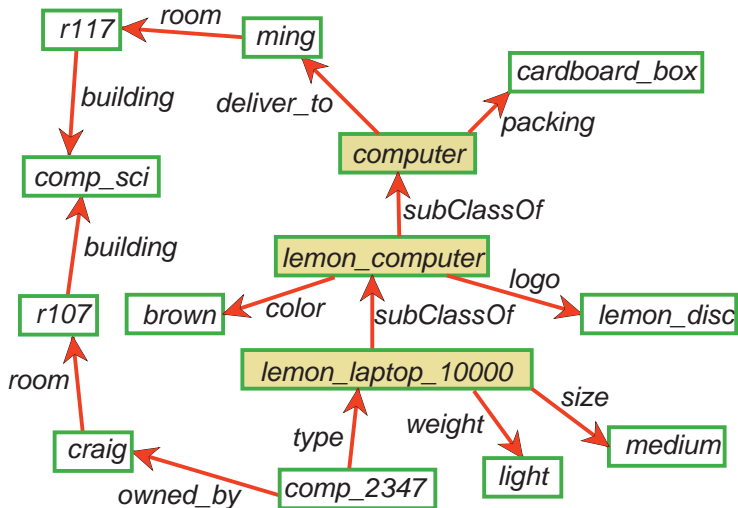 room
r117
ming
cardboard_box
building
deliver_to
packing
computer
comp_sci
subClassOf
building
lemon_computer
logo
r107
brown
color
subClassOf
lemon_disc
room
lemon_laptop_10000
size
type
weight
craig
medium
light
comp_2347
owned_by